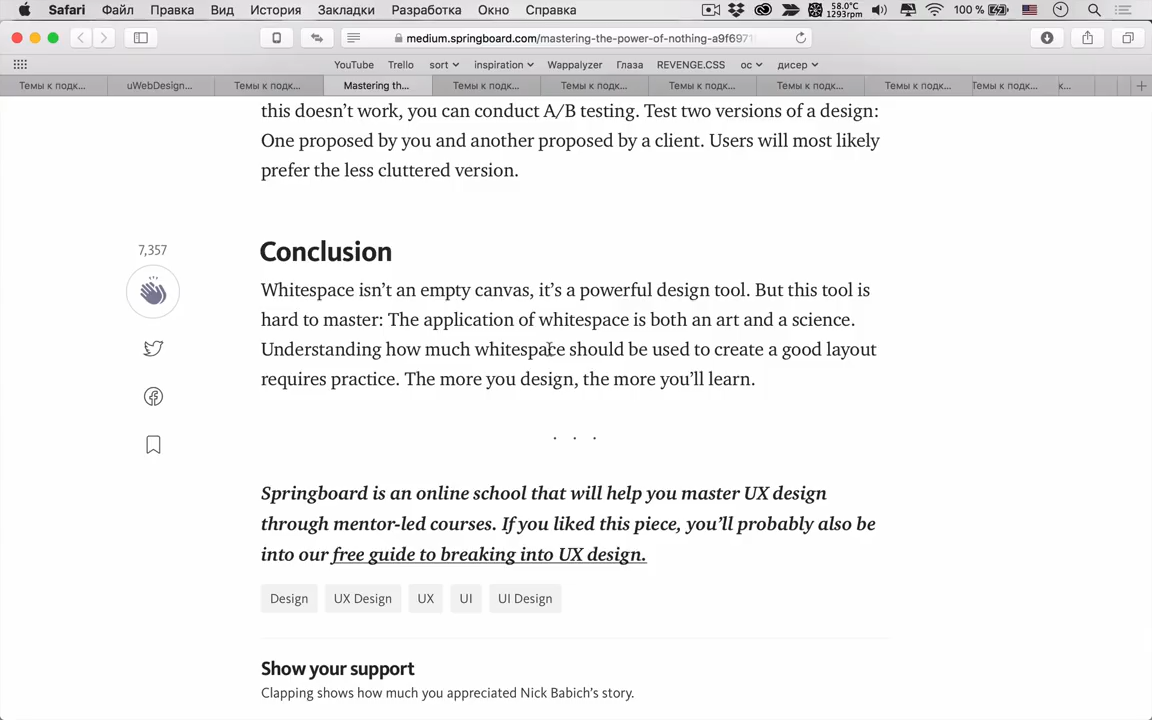 Safari Файл Правка Вид История Закладки Разработка Окно Справка 58.0°C 1293rpm 100 %
medium.springboard.com/mastering-the-power-of-nothing-a9f6971
YouTube Trello sort inspiration Wappalyzer Глаза REVENGE.CSS ос дисер
Темы к подк... uWebDesign... Темы к подк... Mastering th... Темы к подк... Темы к подк... Темы к подк... Темы к подк... Темы к подк... Темы к подк... к...
this doesn’t work, you can conduct A/B testing. Test two versions of a design:
One proposed by you and another proposed by a client. Users will most likely
prefer the less cluttered version.
7,357
Conclusion
Whitespace isn’t an empty canvas, it’s a powerful design tool. But this tool is
hard to master: The application of whitespace is both an art and a science.
Understanding how much whitespace should be used to create a good layout
requires practice. The more you design, the more you’ll learn.
. . .
Springboard is an online school that will help you master UX design
through mentor-led courses. If you liked this piece, you’ll probably also be
into our free guide to breaking into UX design.
Design UX Design UX UI UI Design
Show your support
Clapping shows how much you appreciated Nick Babich’s story.